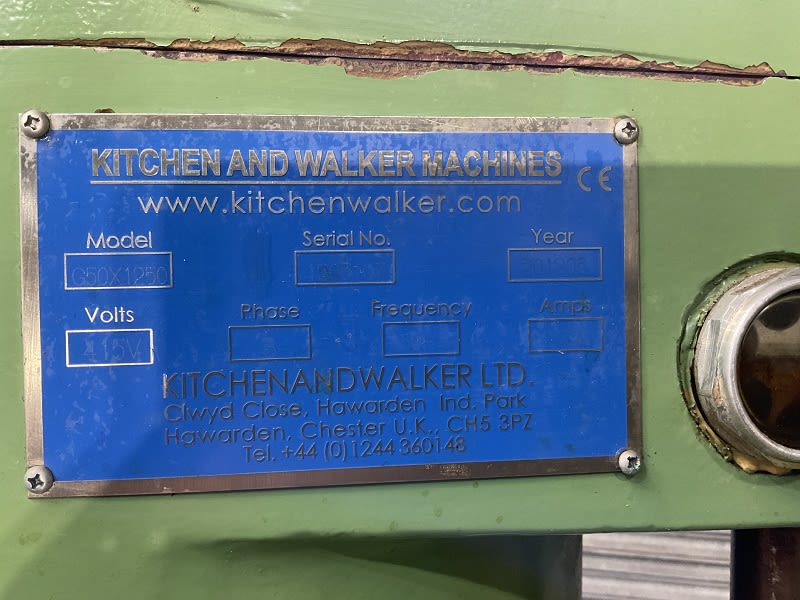 KITCHEN AND WALKER MACHINES CE
www.kitchenwalker.com
Model Serial No. Year
G50X1250
Volts Phase Frequency Amps
415V
KITCHENANDWALKER LTD.
Clwyd Close, Hawarden Ind. Park
Hawarden, Chester U.K., CH5 3PZ
Tel. +44 (0)1244 360148